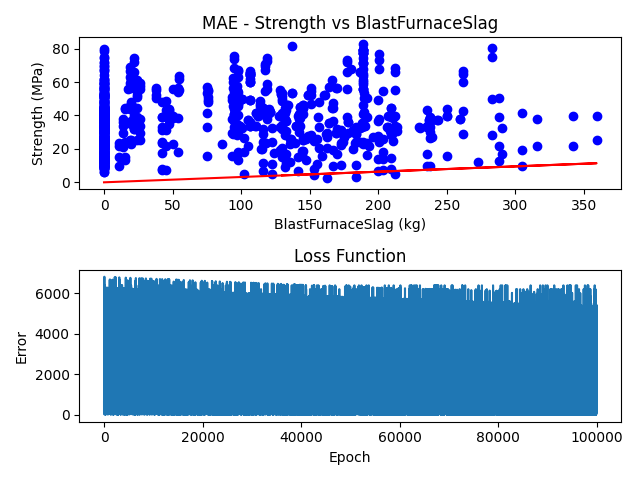 MAE - Strength vs BlastFurnaceSlag
80
60
40
20
0
Strength (MPa)
0 50 100 150 200 250 300 350
BlastFurnaceSlag (kg)
Loss Function
6000
4000
2000
0
Error
0 20000 40000 60000 80000 100000
Epoch